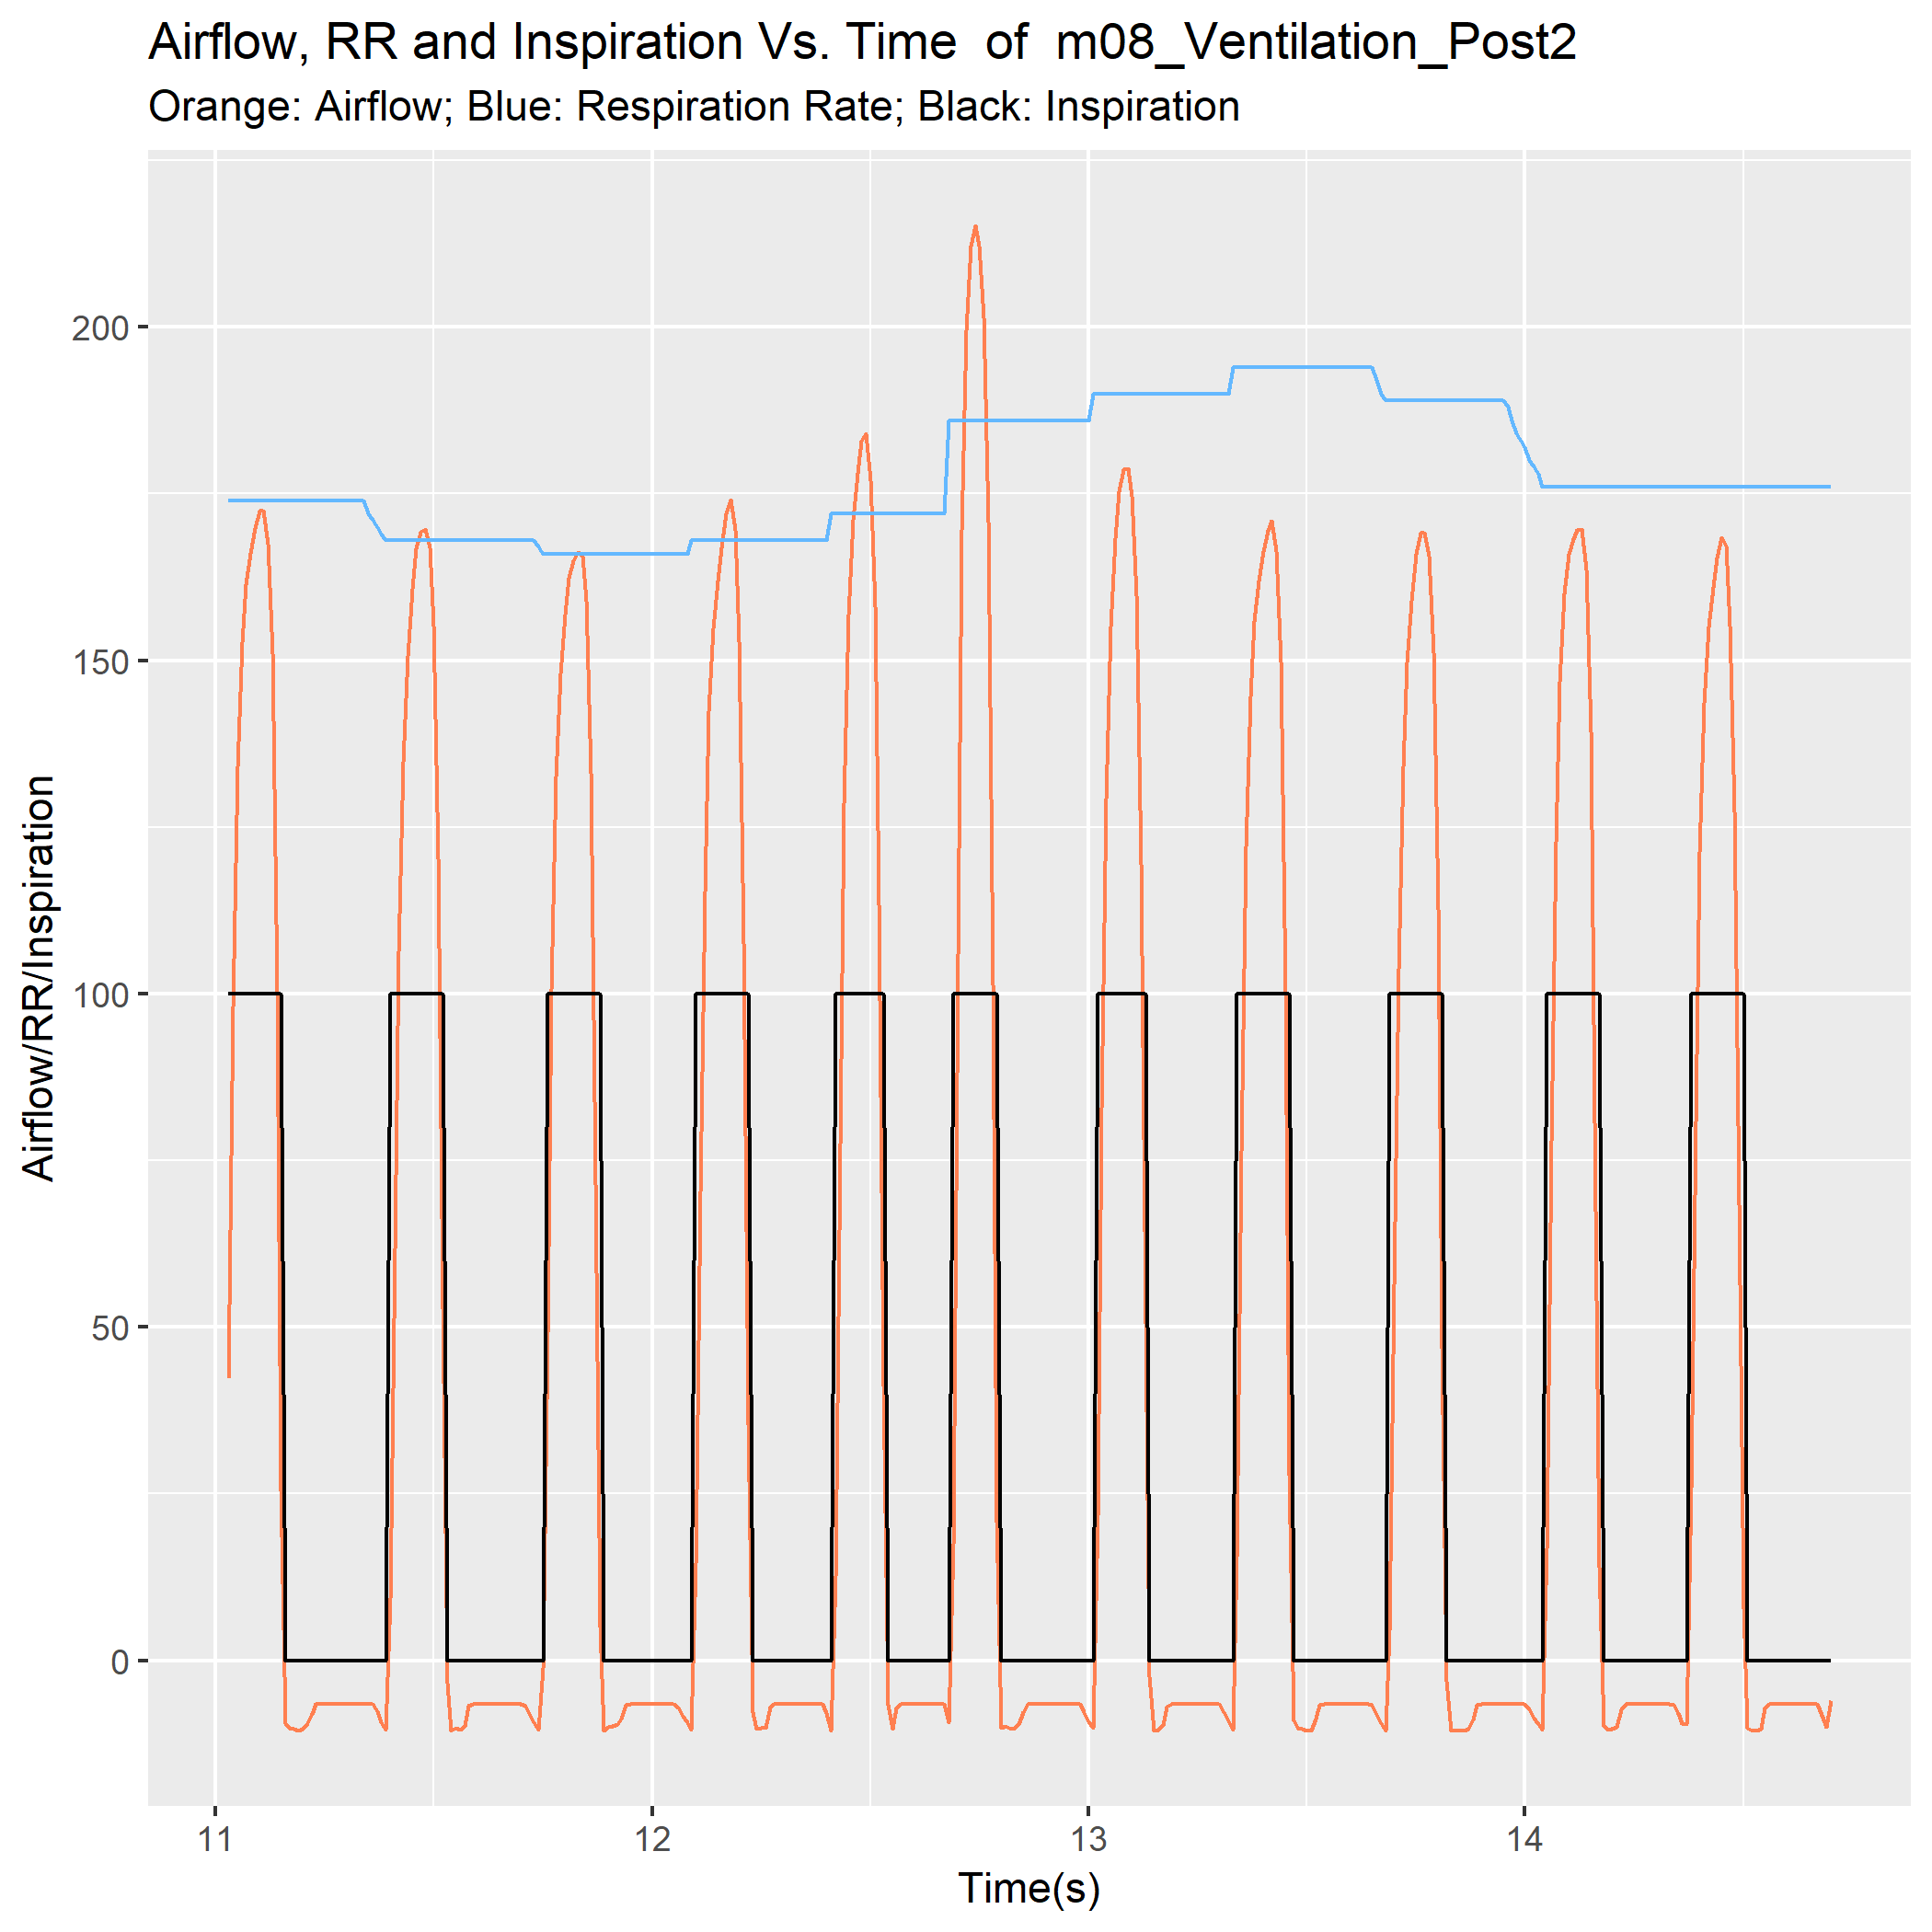 Airflow, RR and Inspiration Vs. Time  of  m08_Ventilation_Post2
Orange: Airflow; Blue: Respiration Rate; Black: Inspiration
Airflow/RR/Inspiration
200
150
100
50
0
11 12 13 14
Time(s)